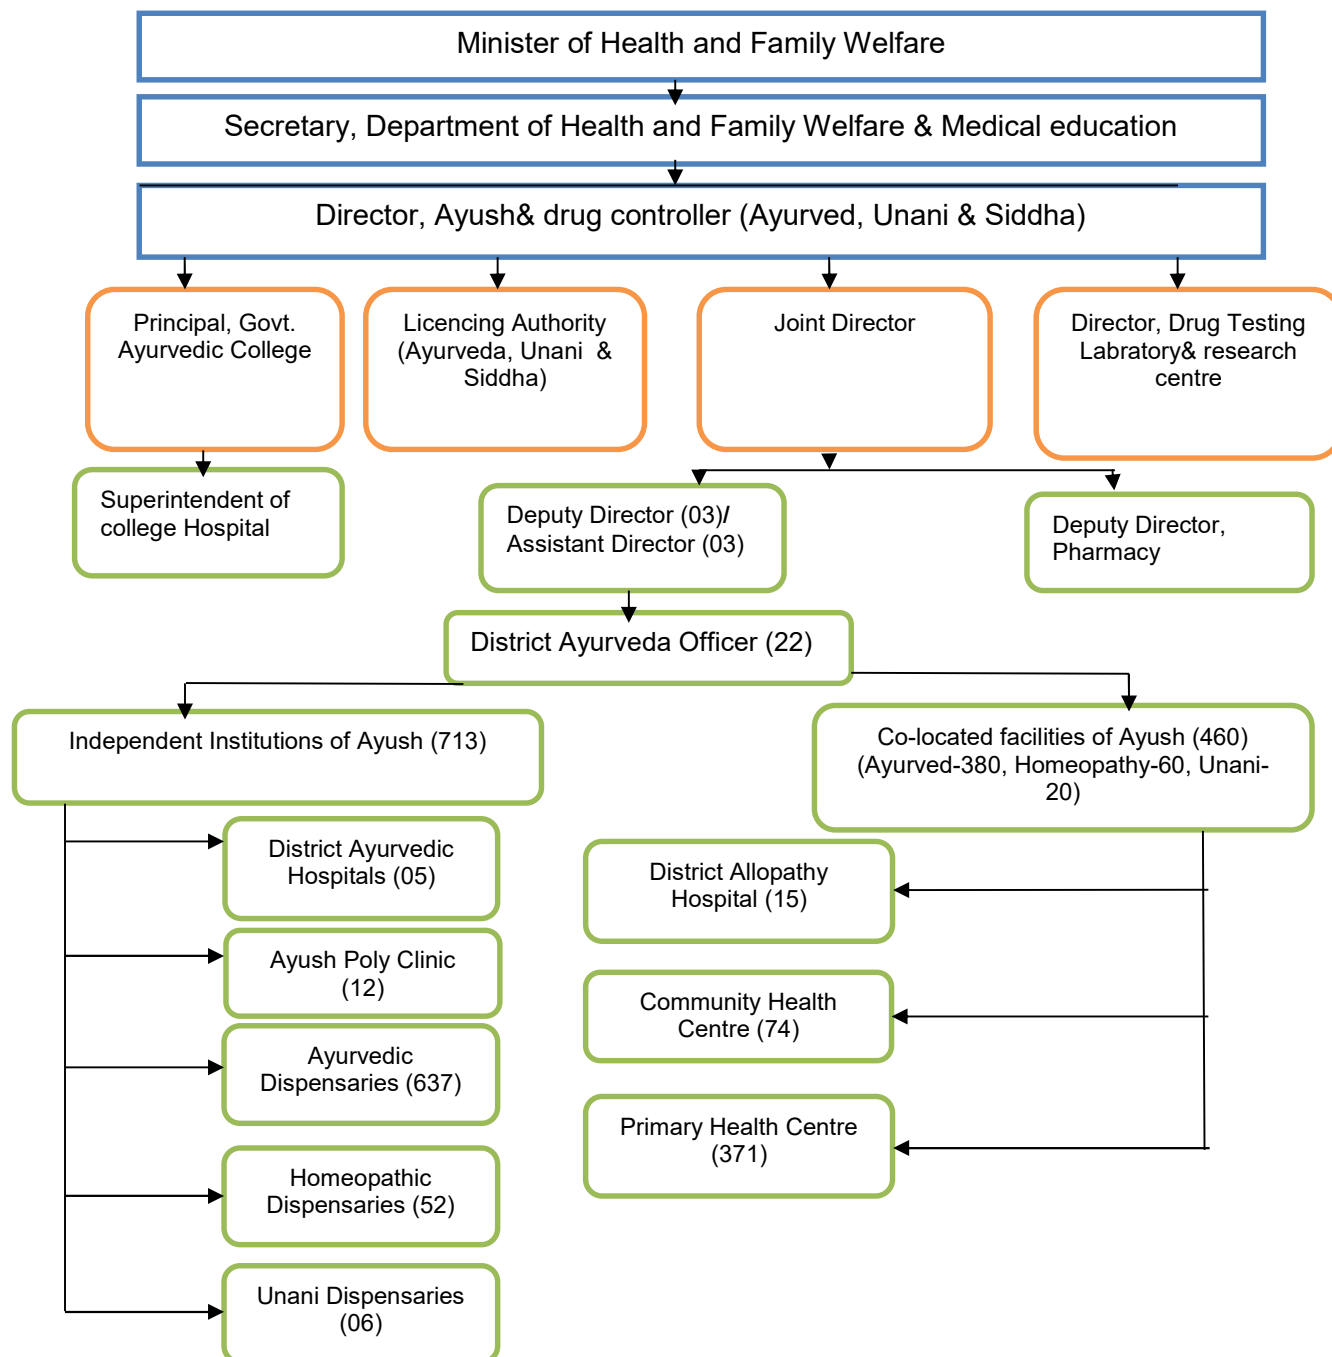 Minister of Health and Family Welfare
Secretary, Department of Health and Family Welfare & Medical education
Director, Ayush& drug controller (Ayurved, Unani & Siddha)
Principal, Govt.
Ayurvedic College
Licencing Authority
(Ayurveda, Unani &
Siddha)
Joint Director
Director, Drug Testing
Labratory& research
centre
Superintendent of
college Hospital
Deputy Director (03)/
Assistant Director (03)
Deputy Director,
Pharmacy
District Ayurveda Officer (22)
Independent Institutions of Ayush (713)
Co-located facilities of Ayush (460)
(Ayurved-380, Homeopathy-60, Unani-
20)
District Ayurvedic
Hospitals (05)
Ayush Poly Clinic
(12)
Ayurvedic
Dispensaries (637)
Homeopathic
Dispensaries (52)
Unani Dispensaries
(06)
District Allopathy
Hospital (15)
Community Health
Centre (74)
Primary Health Centre
(371)